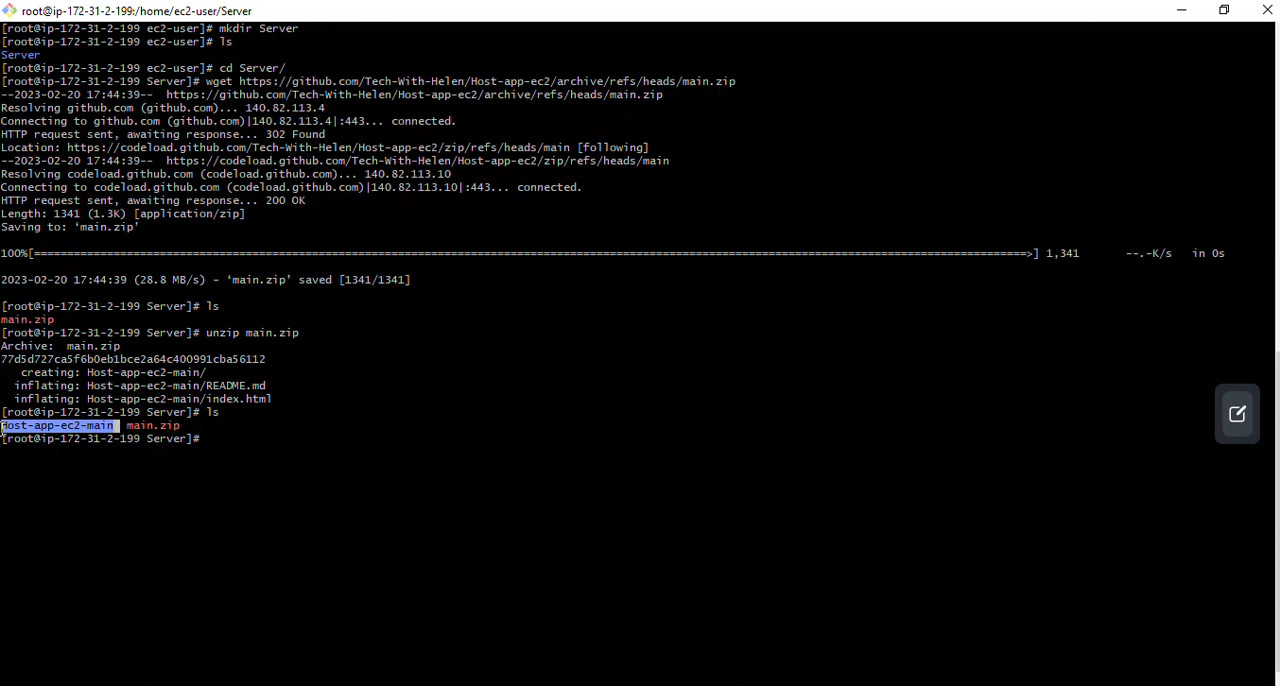 root@ip-172-31-2-199:/home/ec2-user/Server
[root@ip-172-31-2-199 ec2-user]# mkdir Server
[root@ip-172-31-2-199 ec2-user]# ls
Server
[root@ip-172-31-2-199 ec2-user]# cd Server/
[root@ip-172-31-2-199 Server]# wget https://github.com/Tech-With-Helen/Host-app-ec2/archive/refs/heads/main.zip
--2023-02-20 17:44:39--  https://github.com/Tech-With-Helen/Host-app-ec2/archive/refs/heads/main.zip
Resolving github.com (github.com)... 140.82.113.4
Connecting to github.com (github.com)|140.82.113.4|:443... connected.
HTTP request sent, awaiting response... 302 Found
Location: https://codeload.github.com/Tech-With-Helen/Host-app-ec2/zip/refs/heads/main [following]
--2023-02-20 17:44:39--  https://codeload.github.com/Tech-With-Helen/Host-app-ec2/zip/refs/heads/main
Resolving codeload.github.com (codeload.github.com)... 140.82.113.10
Connecting to codeload.github.com (codeload.github.com)|140.82.113.10|:443... connected.
HTTP request sent, awaiting response... 200 OK
Length: 1341 (1.3K) [application/zip]
Saving to: ‘main.zip’
100%[======================================================================================================================================================>] 1,341       --.-K/s   in 0s
2023-02-20 17:44:39 (28.8 MB/s) - ‘main.zip’ saved [1341/1341]
[root@ip-172-31-2-199 Server]# ls
main.zip
[root@ip-172-31-2-199 Server]# unzip main.zip
Archive:  main.zip
77d5d727ca5f6b0eb1bce2a64c400991cba56112
   creating: Host-app-ec2-main/
  inflating: Host-app-ec2-main/README.md
  inflating: Host-app-ec2-main/index.html
[root@ip-172-31-2-199 Server]# ls
Host-app-ec2-main  main.zip
[root@ip-172-31-2-199 Server]#